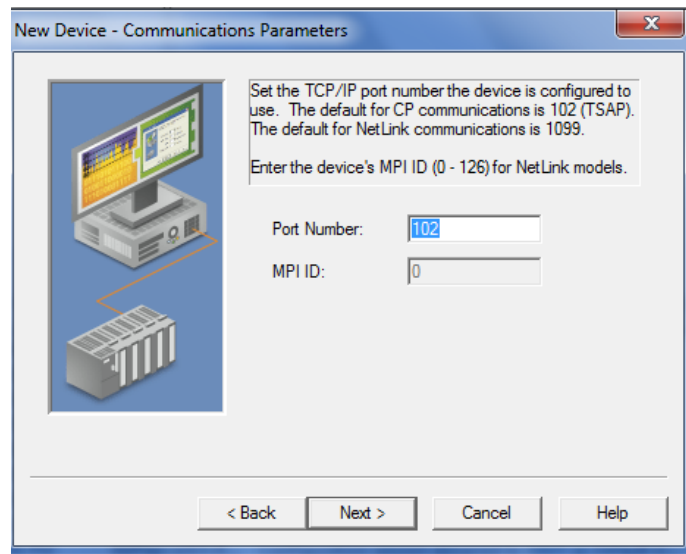 New Device - Communications Parameters
Set the TCP/IP port number the device is configured to
use.  The default for CP communications is 102 (TSAP).
The default for NetLink communications is 1099.
Enter the device's MPI ID (0 - 126) for NetLink models.
Port Number: 102
MPI ID: 0
< Back Next > Cancel Help